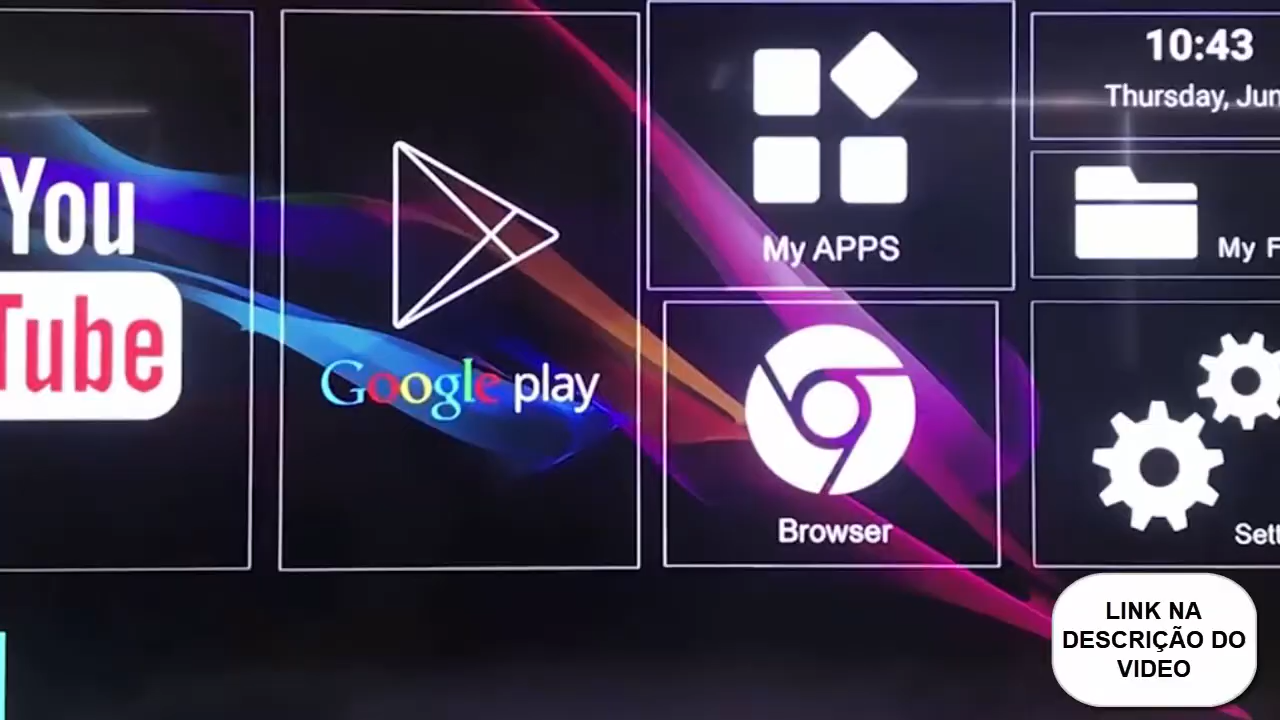 You
Tube
Google play
My APPS
Browser
10:43
Thursday, Jun
My F
Sett
LINK NA
DESCRIÇÃO DO
VIDEO